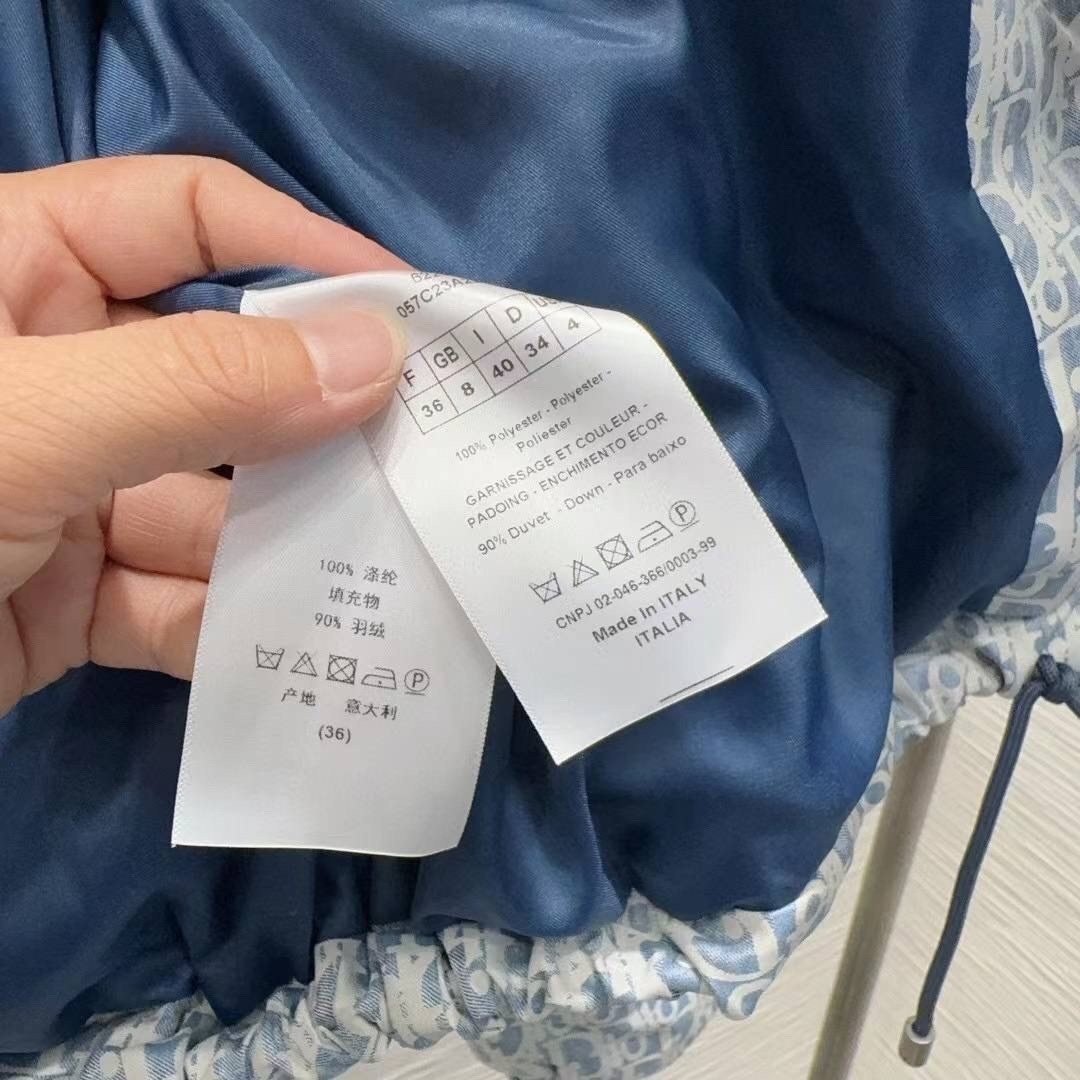 057C23A2
F GB I D
36 8 40 34 4
100% Polyester - Polyester -
Poliester
GARNISSAGE ET COULEUR -
PADOING - ENCHIMENTO ECOR
90% Duvet - Down - Para baixo
P
CNPJ 02-046-366/0003-99
Made in ITALY
ITALIA
100% 涤纶
填充物
90% 羽绒
P
产地 意大利
(36)